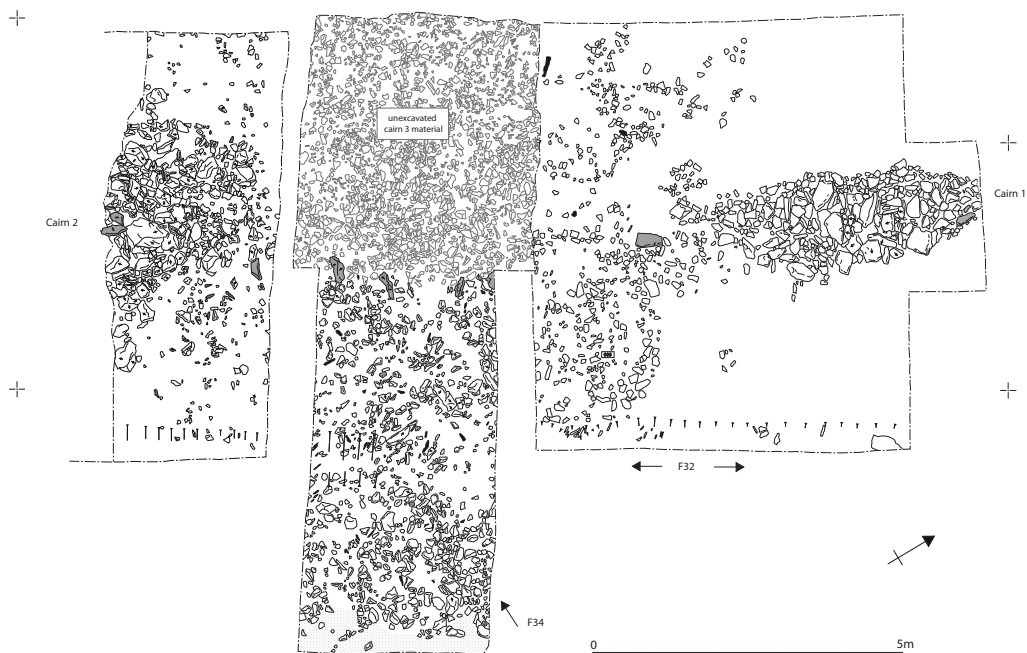 unexcavated
cairn 3 material
Cairn 2
Cairn 1
F32
F34
0 5m